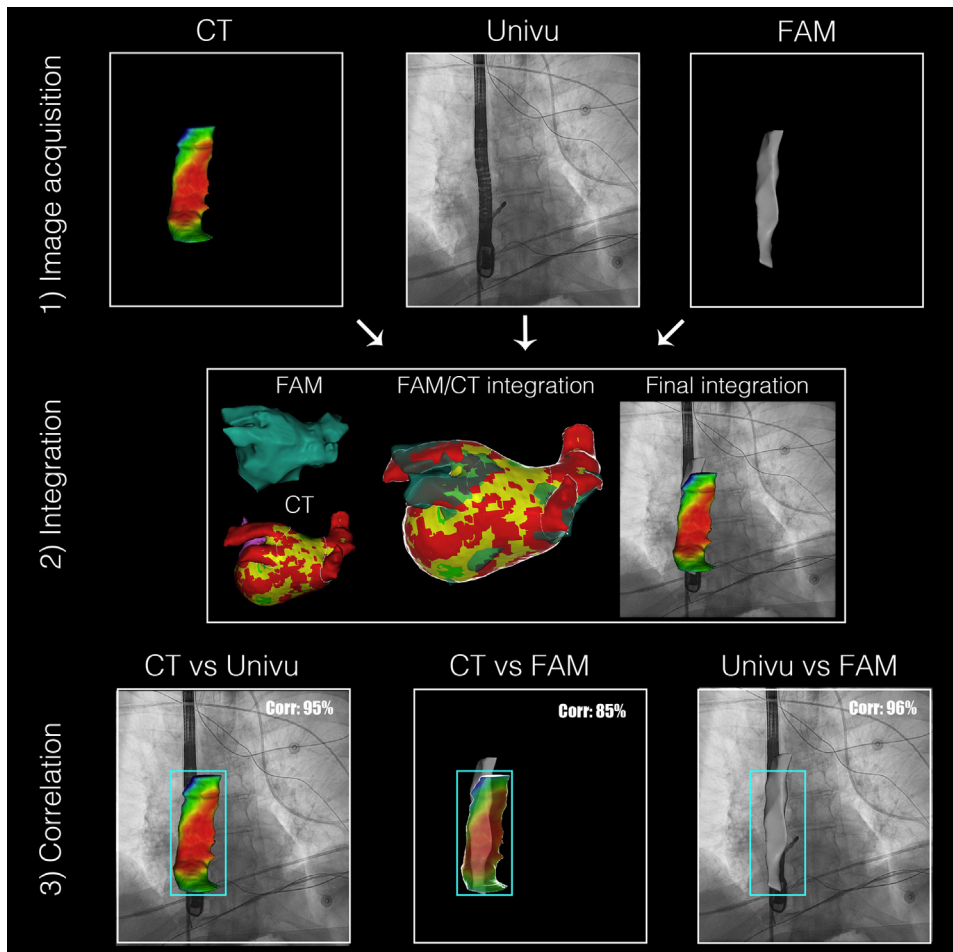 CT
Univu
FAM
1) Image acquisition
FAM
FAM/CT integration
Final integration
CT
2) Integration
CT vs Univu
CT vs FAM
Univu vs FAM
Corr: 95%
Corr: 85%
Corr: 96%
3) Correlation